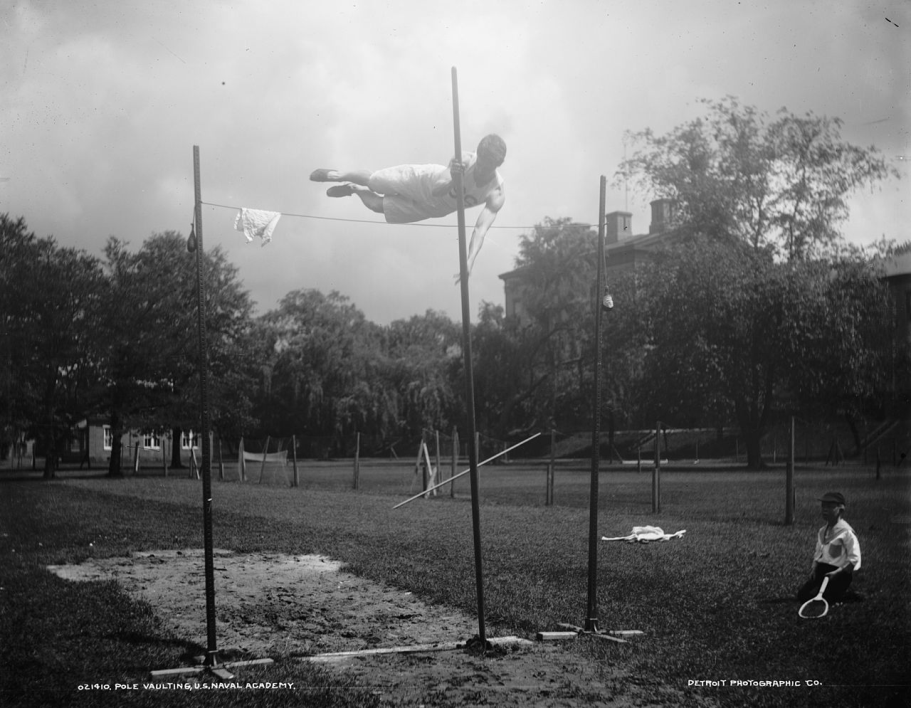 021410, POLE VAULTING, U.S. NAVAL ACADEMY.
DETROIT PHOTOGRAPHIC CO.